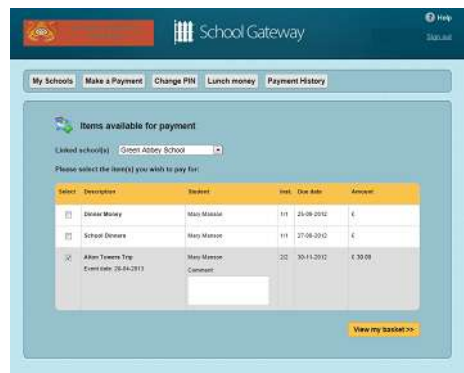 Help
School Gateway
Sign out
My Schools Make a Payment Change PIN Lunch money Payment History
Items available for payment
Linked school(s) Green Abbey School
Please select the item(s) you wish to pay for:
Select Description Student Inst. Due date Amount
Dinner Money Mary Manson 1/1 25-09-2012 £
School Dinners Mary Manson 1/1 27-08-2012 £
Alton Towers Trip Mary Manson 2/2 30-11-2012 £ 30.00
Event date: 26-04-2013 Comment
View my basket >>